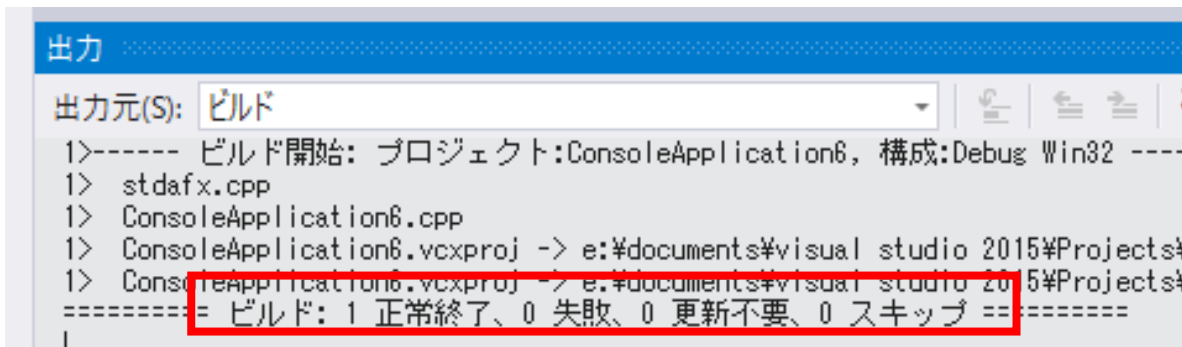 出力
出力元(S): ビルド
1>------ ビルド開始: プロジェクト:ConsoleApplication6, 構成:Debug Win32 ----
1>  stdafx.cpp
1>  ConsoleApplication6.cpp
1>  ConsoleApplication6.vcxproj -> e:¥documents¥visual studio 2015¥Projects¥
1>  ConsoleApplication6.vcxproj -> e:¥documents¥visual studio 2015¥Projects¥
========== ビルド: 1 正常終了、0 失敗、0 更新不要、0 スキップ ==========